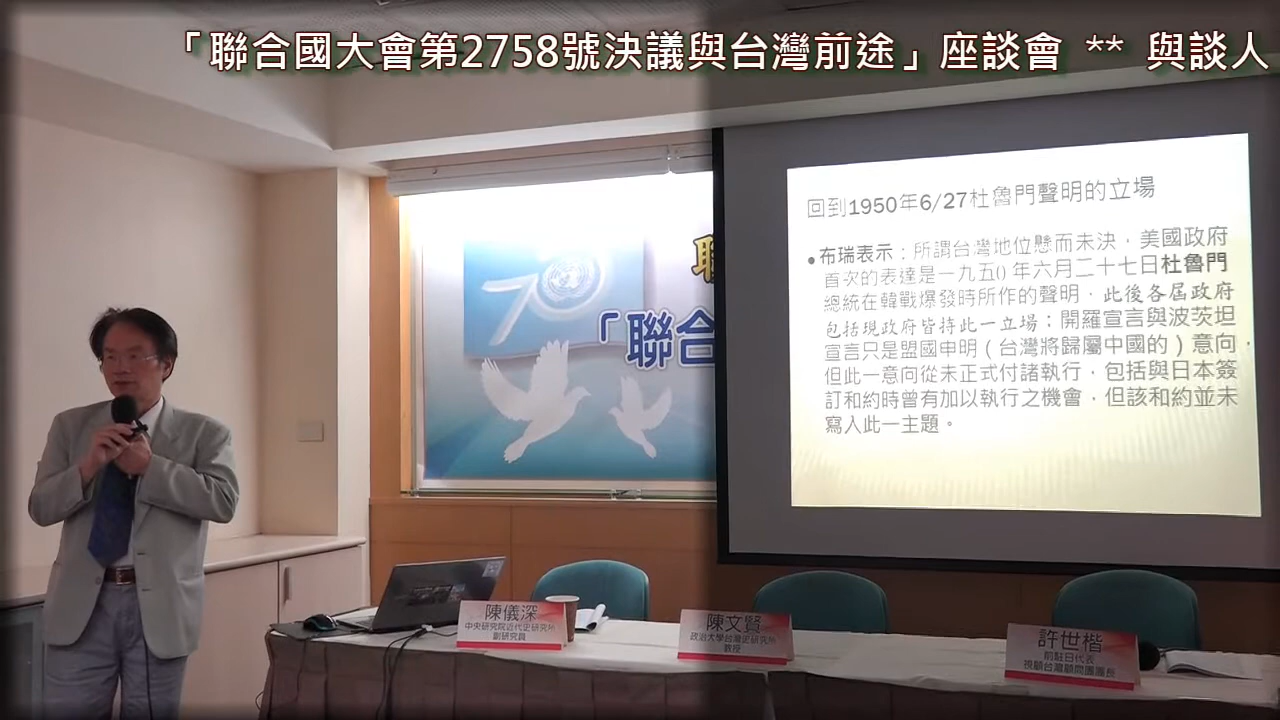 「聯合國大會第2758號決議與台灣前途」座談會 ** 與談人
回到1950年6/27杜魯門聲明的立場
•布瑞表示：所謂台灣地位懸而未決，美國政府
首次的表達是一九五0年六月二十七日杜魯門
總統在韓戰爆發時所作的聲明，此後各屆政府
包括現政府皆持此一立場；開羅宣言與波茨坦
宣言只是盟國申明（台灣將歸屬中國的）意向，
但此一意向從未正式付諸執行，包括與日本簽
訂和約時曾有加以執行之機會，但該和約並未
寫入此一主題。
70
「聯合
陳儀深
中央研究院近代史研究所
副研究員
陳文賢
政治大學台灣史研究所
教授
許世楷
前駐日代表
視顧台灣顧問團團長